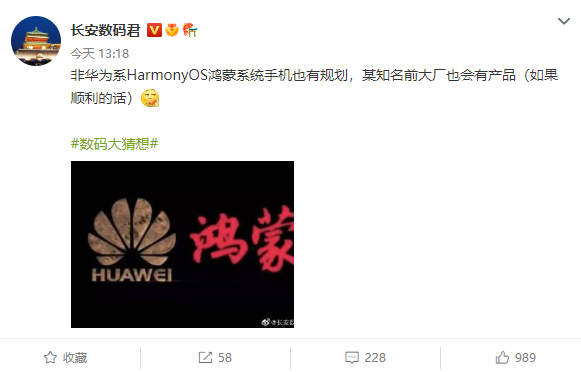 长安数码君
今天 13:18
非华为系HarmonyOS鸿蒙系统手机也有规划，某知名前大厂也会有产品（如果
顺利的话）
#数码大猜想#
HUAWEI
鸿蒙
@长安数
收藏
58
228
989